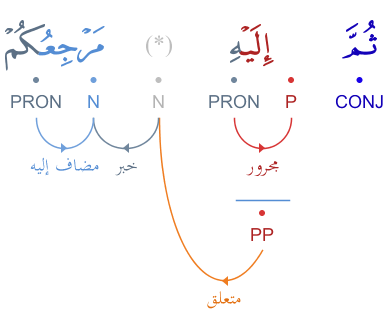 ثُمَّ إِلَيْهِ (*) مَرْجِعُكُمْ
CONJ P PRON N N PRON
مجرور خبر مضاف إليه
PP
متعلق